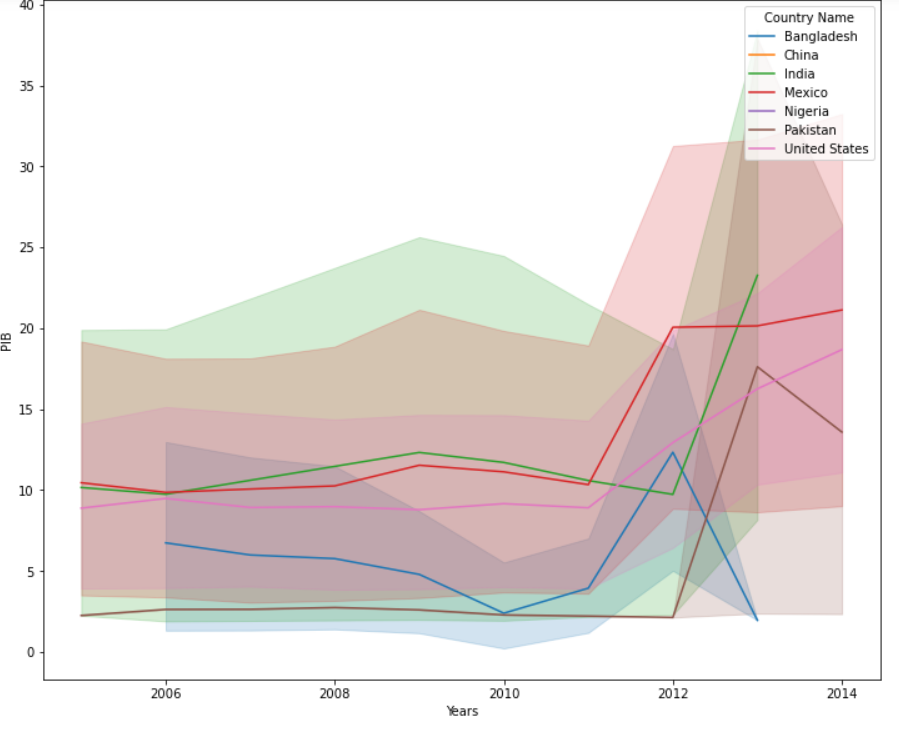 40
35
30
25
20
15
10
5
0
PIB
Country Name
Bangladesh
China
India
Mexico
Nigeria
Pakistan
United States
2006 2008 2010 2012 2014
Years